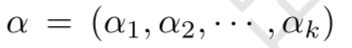 α = (α₁, α₂, ⋯ , αₖ)